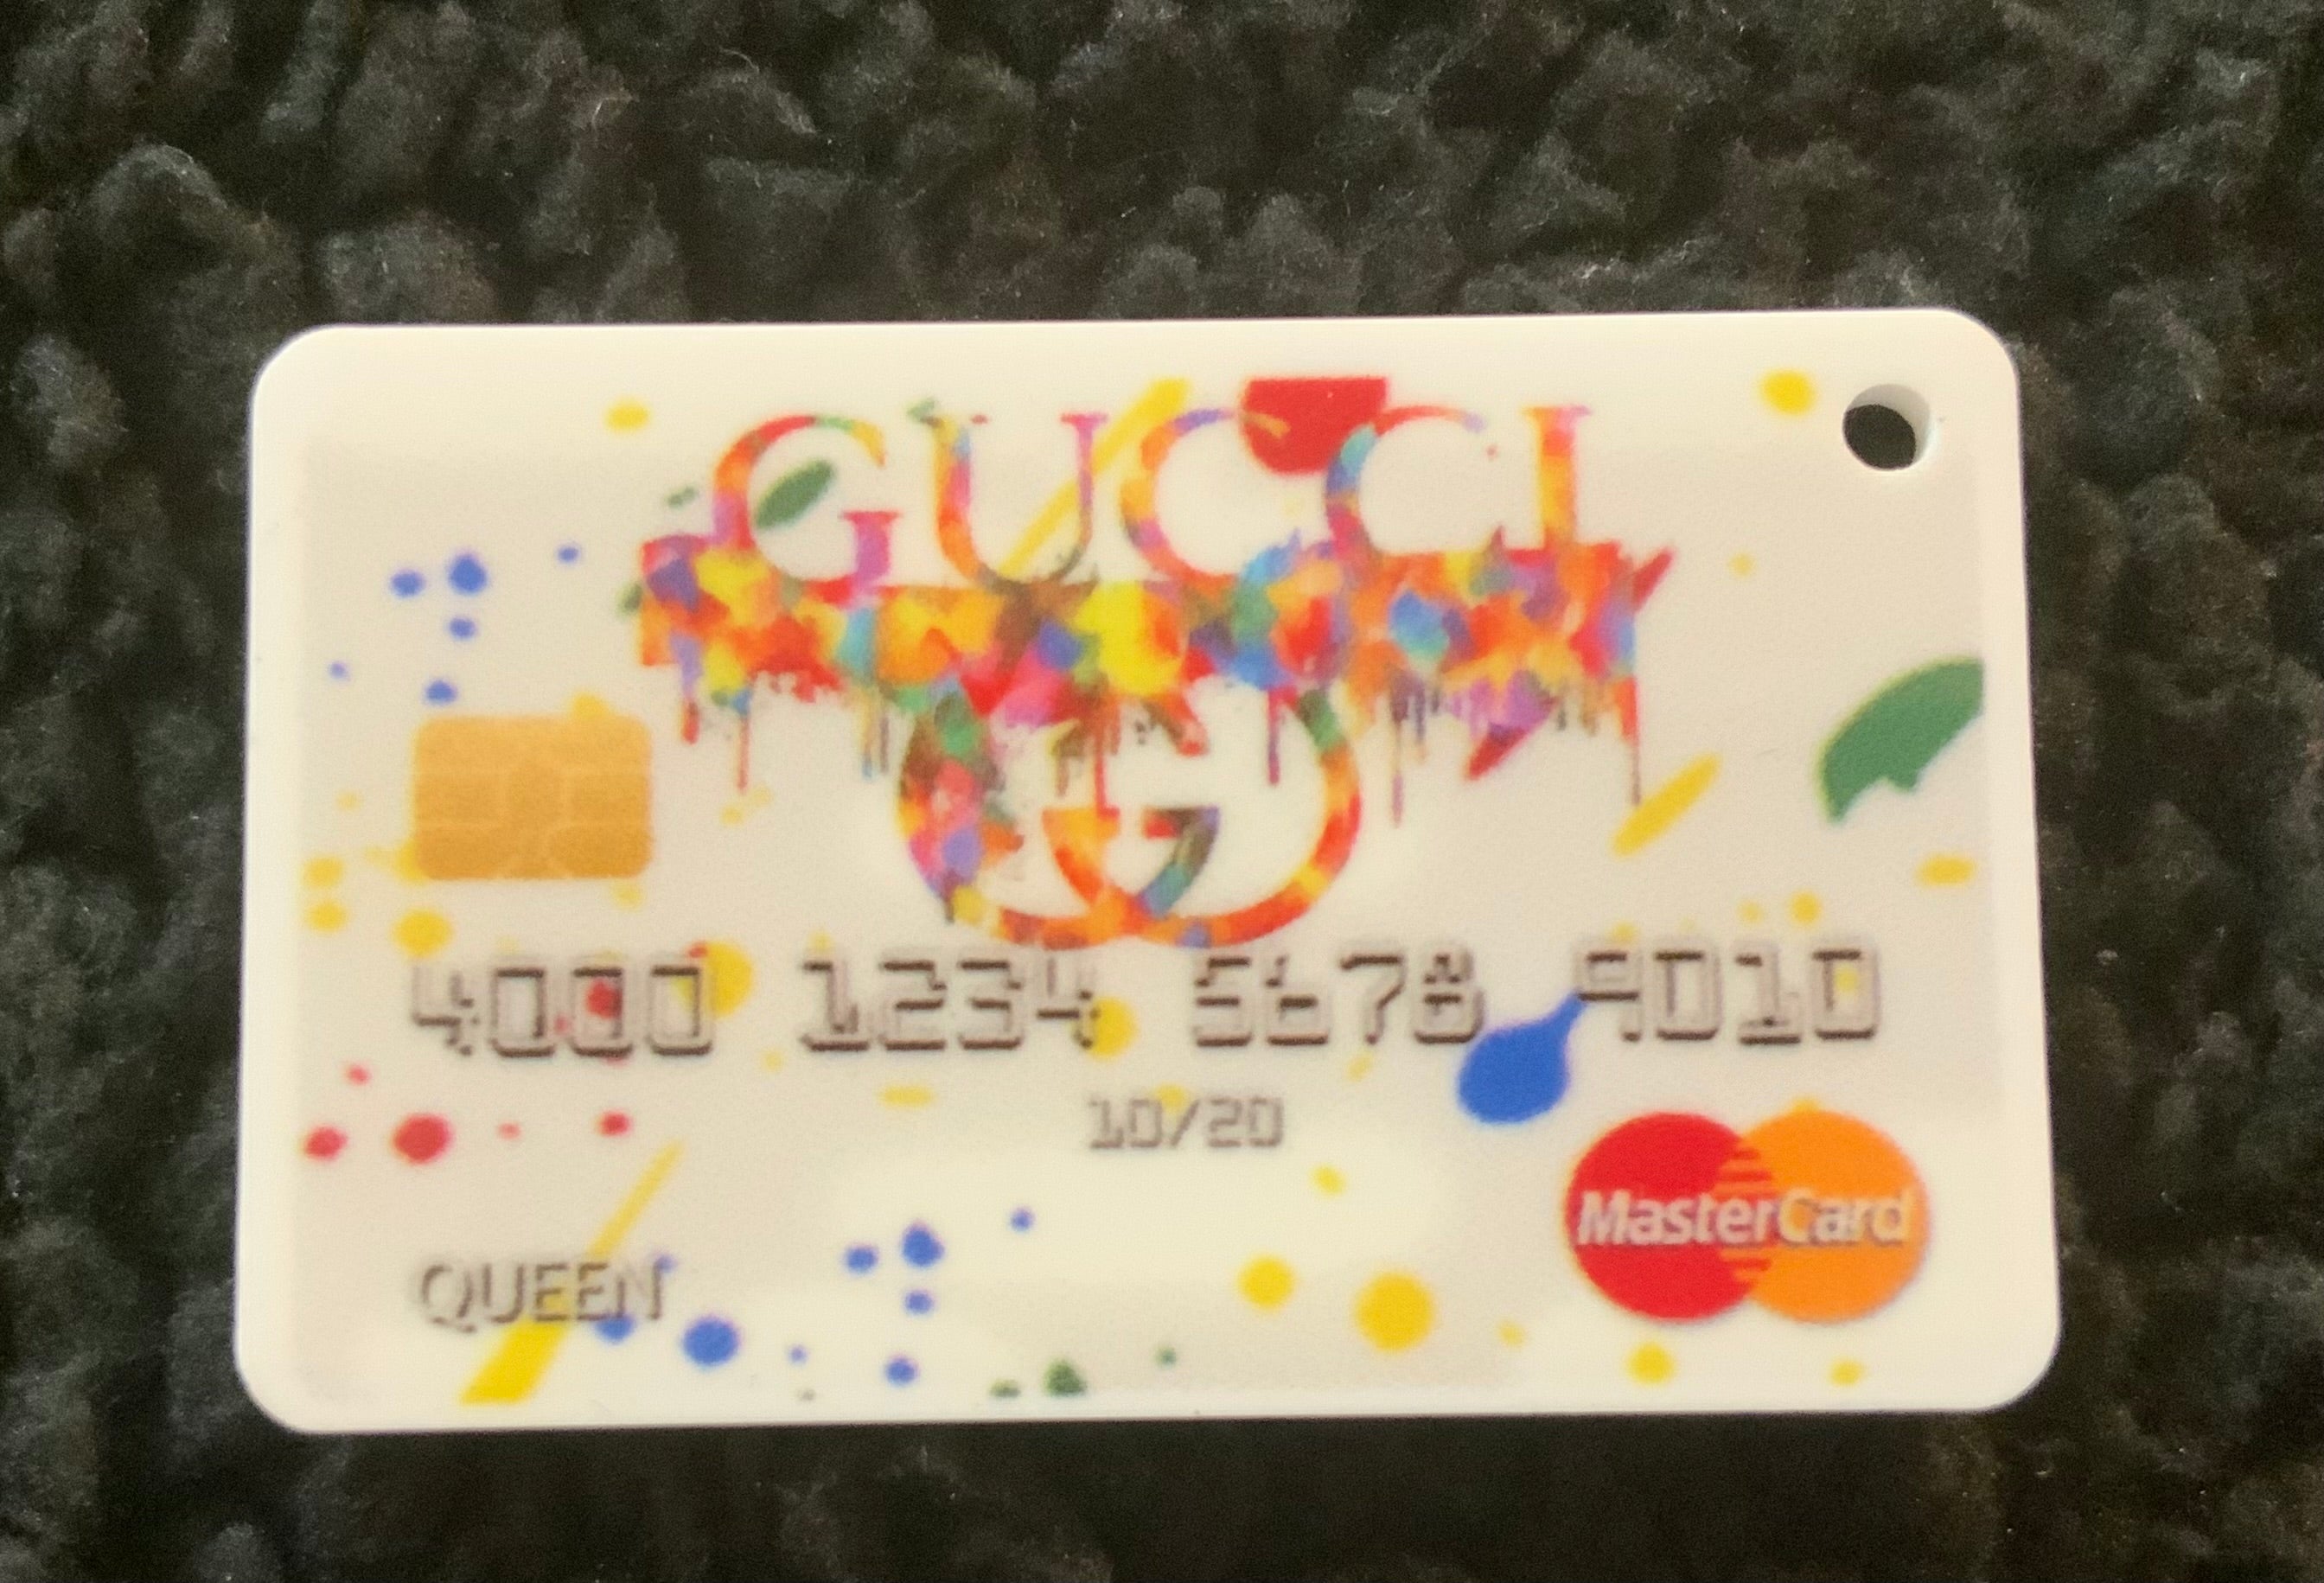 GUCCI
4000 1234 5678 9010
10/20
MasterCard
QUEEN